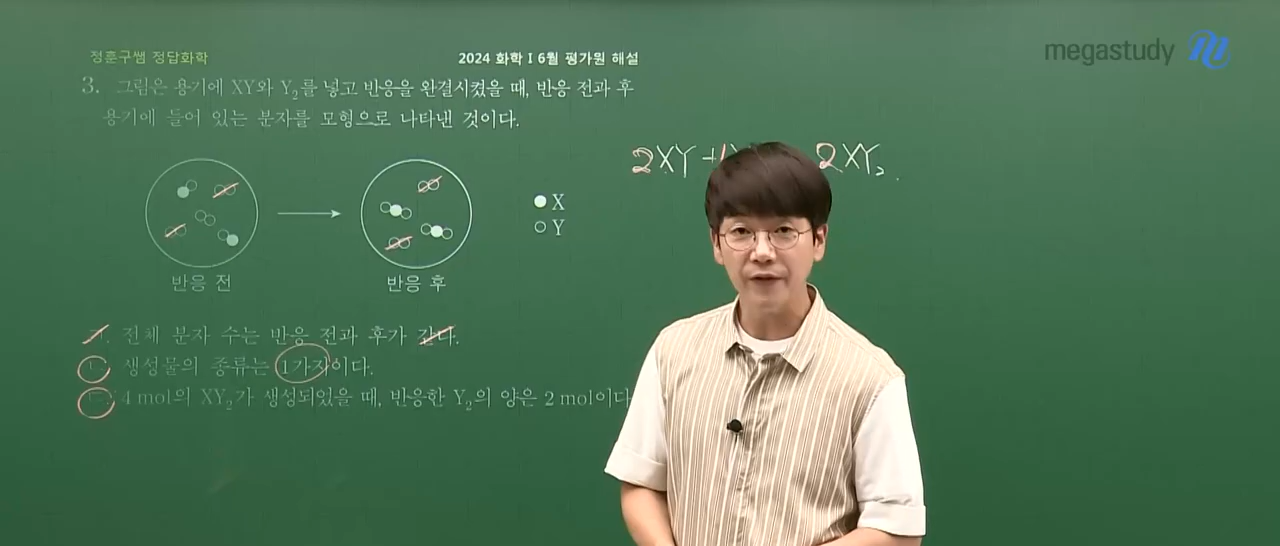 정훈구쌤 정답화학
2024 화학 I 6월 평가원 해설
megastudy
3. 그림은 용기에 XY와 Y₂를 넣고 반응을 완결시켰을 때, 반응 전과 후
용기에 들어 있는 분자를 모형으로 나타낸 것이다.
2XY + 2XY₂.
X
Y
반응 전
반응 후
ㄱ. 전체 분자 수는 반응 전과 후가 같다.
ㄴ. 생성물의 종류는 1가지이다.
ㄷ. 4 mol의 XY₂가 생성되었을 때, 반응한 Y₂의 양은 2 mol이다